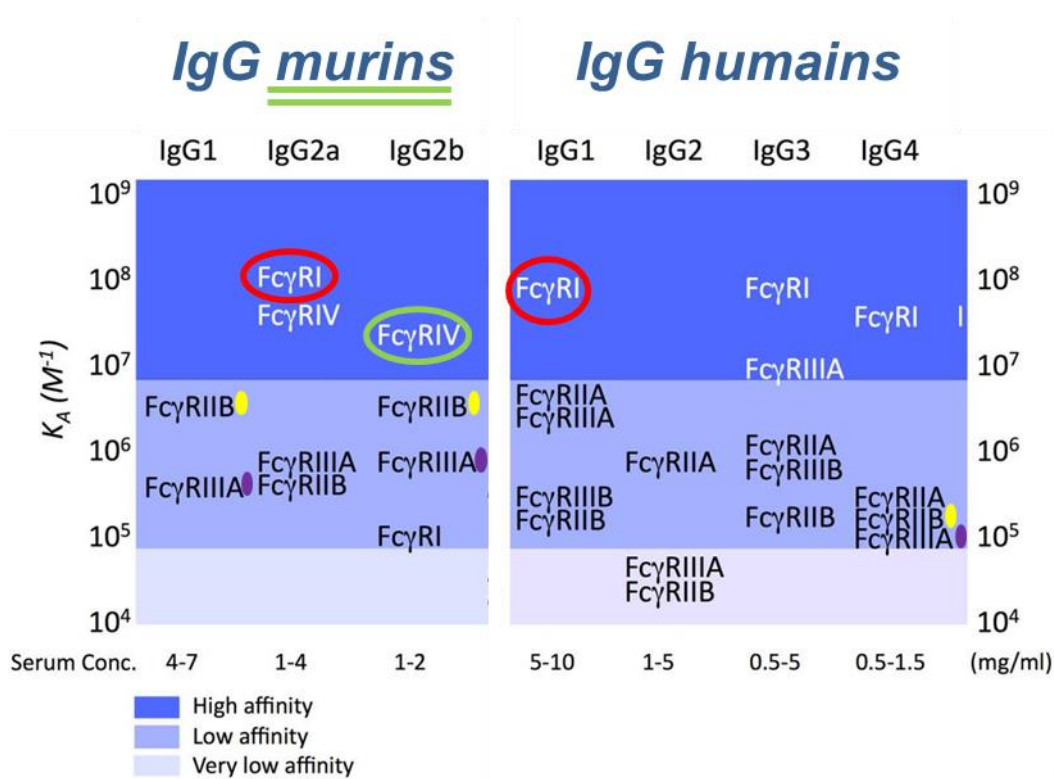 IgG murins IgG humains
IgG1 IgG2a IgG2b IgG1 IgG2 IgG3 IgG4
10⁹ 10⁹
10⁸ FcγRI FcγRI FcγRI 10⁸
FcγRIV FcγRI I
FcγRIV
10⁷ FcγRIIIA 10⁷
K_A (M⁻¹)
FcγRIIB FcγRIIB FcγRIIA
FcγRIIIA
10⁶ FcγRIIA 10⁶
FcγRIIIA FcγRIIIA FcγRIIA FcγRIIIB
FcγRIIIA FcγRIIB
FcγRIIIB FcγRIIA
FcγRIIB FcγRIIB FcγRIIB
10⁵ FcγRI FcγRIIIA 10⁵
FcγRIIIA
FcγRIIB
10⁴ 10⁴
Serum Conc. 4-7 1-4 1-2 5-10 1-5 0.5-5 0.5-1.5 (mg/ml)
High affinity
Low affinity
Very low affinity